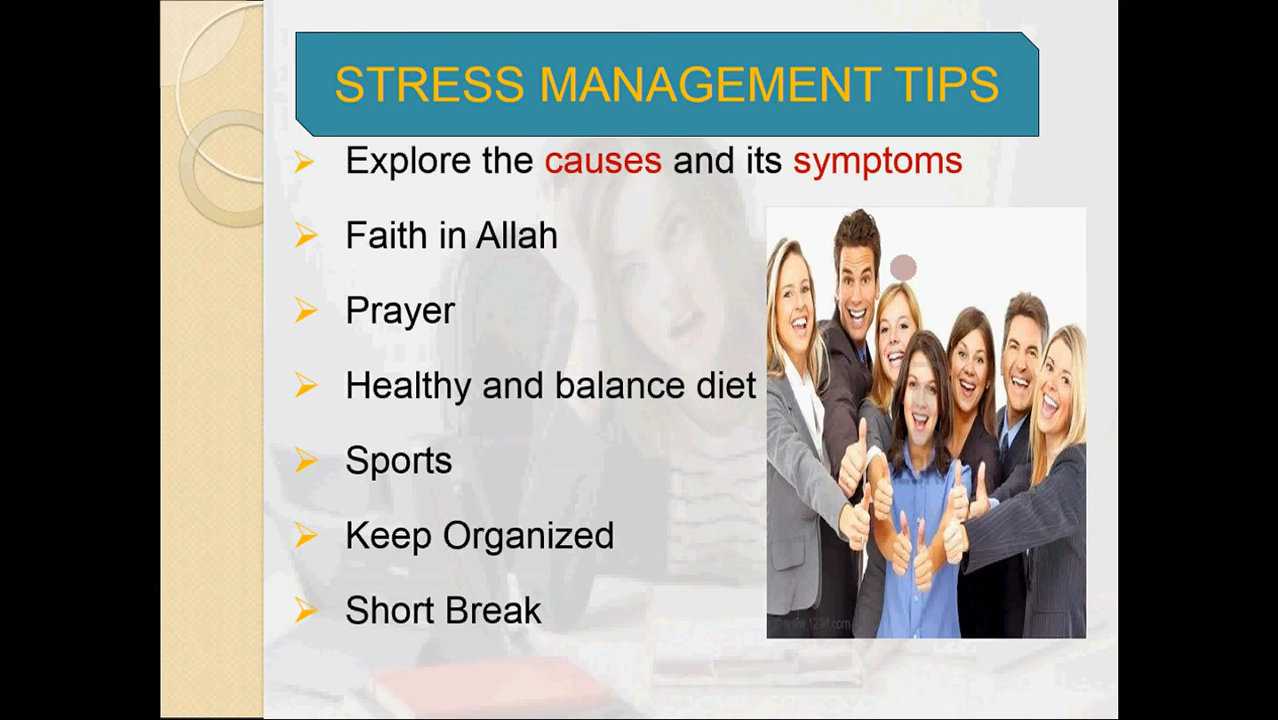 STRESS MANAGEMENT TIPS
Explore the causes and its symptoms
Faith in Allah
Prayer
Healthy and balance diet
Sports
Keep Organized
Short Break